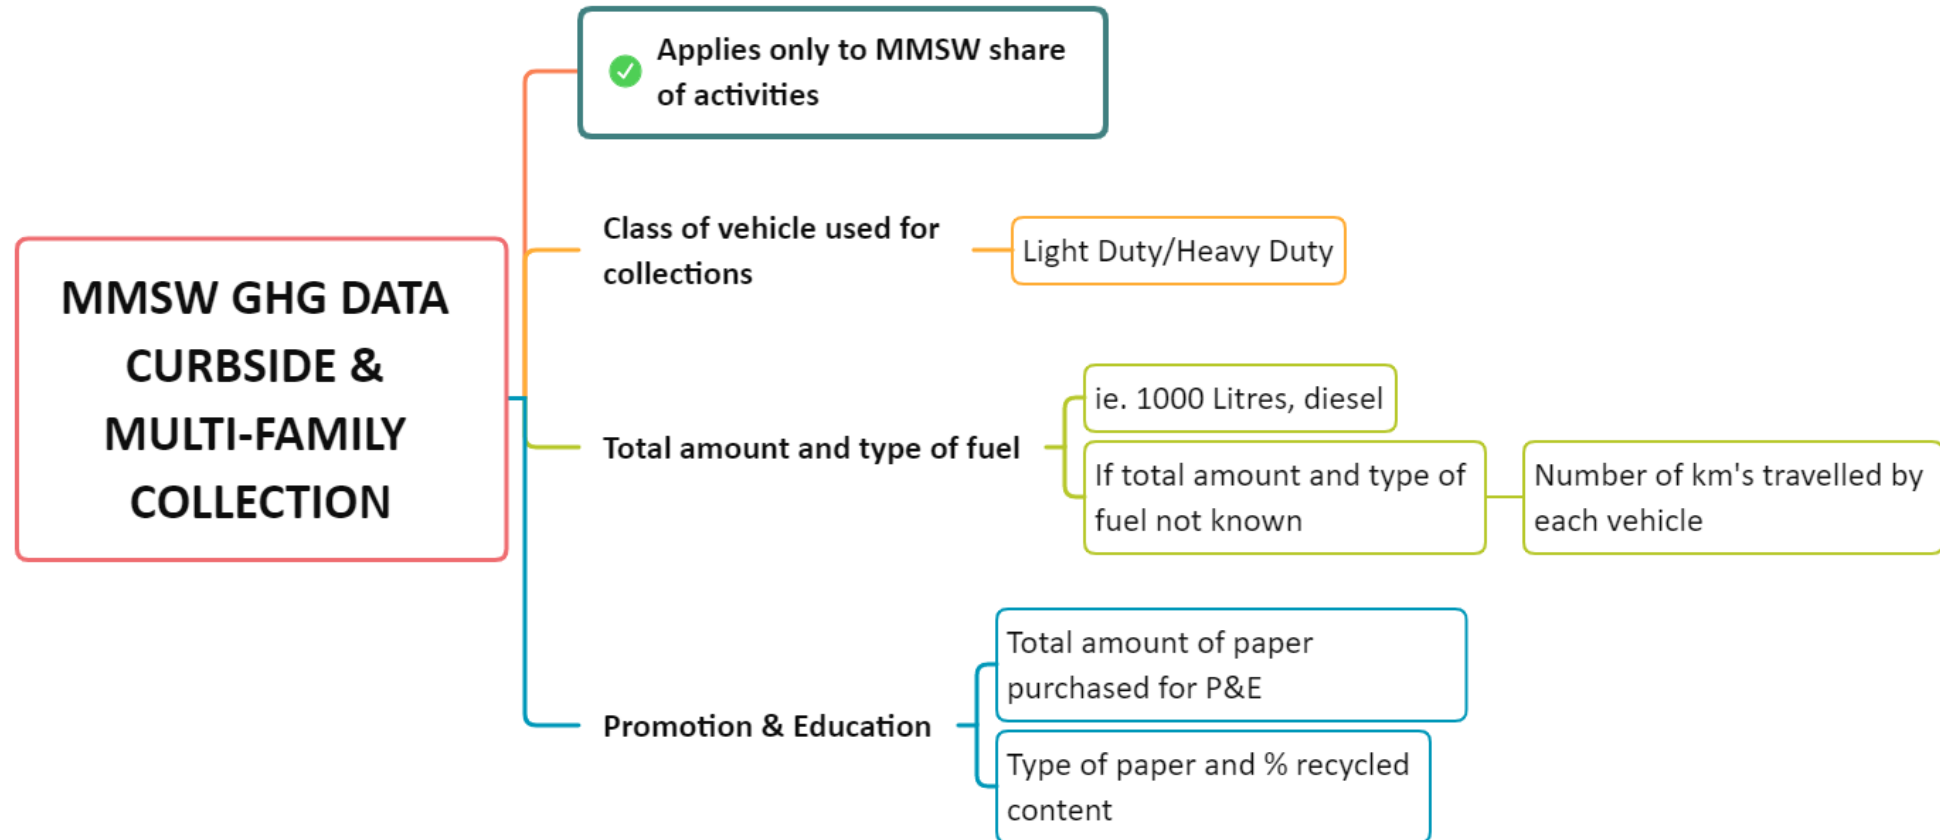 MMSW GHG DATA
CURBSIDE &
MULTI-FAMILY
COLLECTION
Applies only to MMSW share
of activities
Class of vehicle used for
collections
Light Duty/Heavy Duty
Total amount and type of fuel
ie. 1000 Litres, diesel
If total amount and type of
fuel not known
Number of km's travelled by
each vehicle
Promotion & Education
Total amount of paper
purchased for P&E
Type of paper and % recycled
content